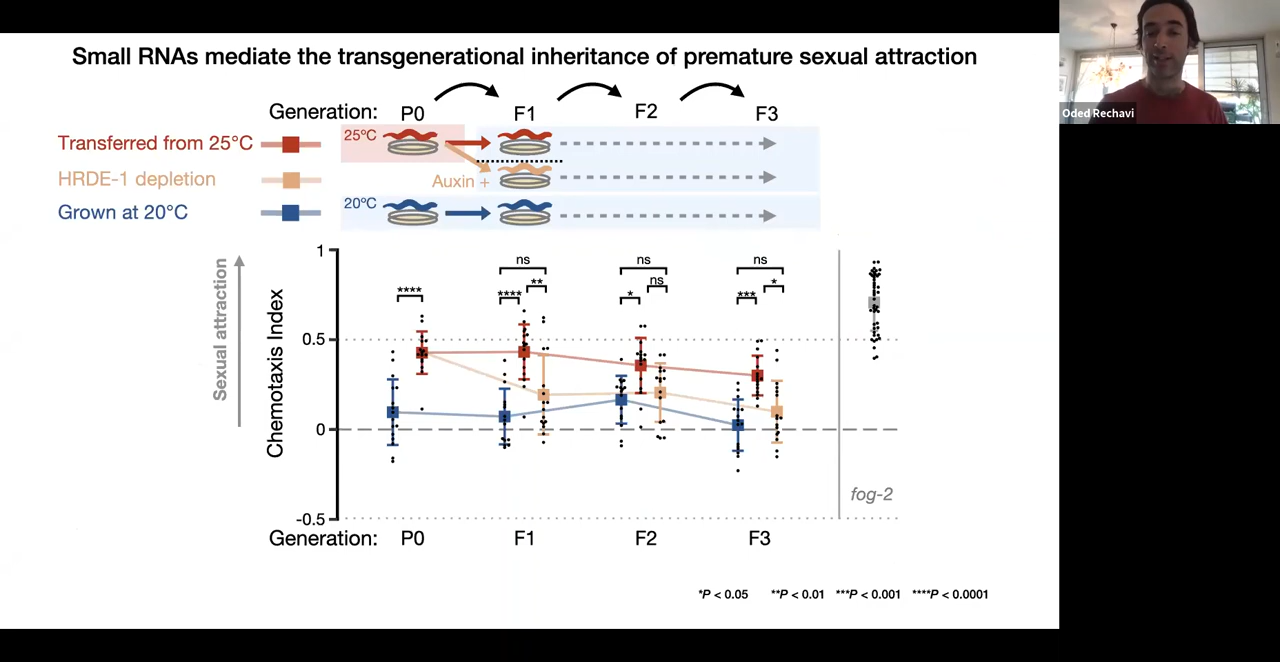 Small RNAs mediate the transgenerational inheritance of premature sexual attraction
Oded Rechavi
Generation: P0 F1 F2 F3
Transferred from 25°C
25°C
HRDE-1 depletion
Auxin +
Grown at 20°C
20°C
Sexual attraction
Chemotaxis Index
1
0.5
0
-0.5
****
ns
**** **
ns
* ns
ns
*** *
fog-2
Generation: P0 F1 F2 F3
*P < 0.05 **P < 0.01 ***P < 0.001 ****P < 0.0001